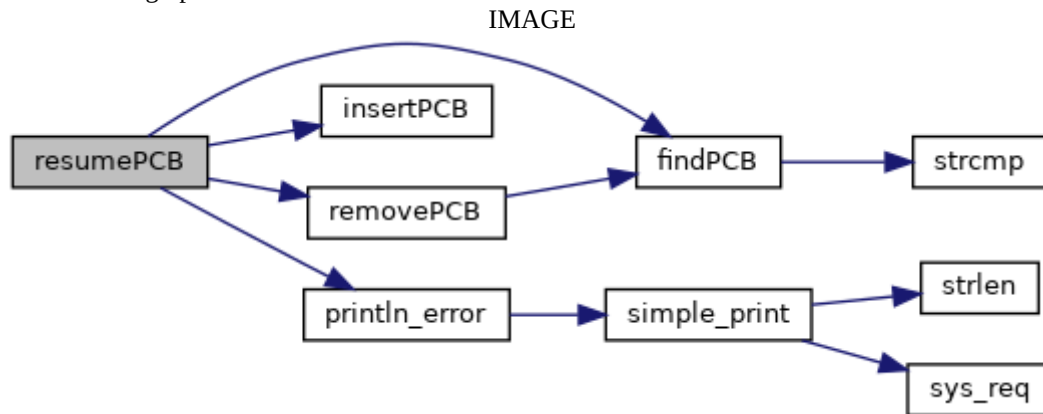 IMAGE
insertPCB
resumePCB
findPCB
strcmp
removePCB
println_error
simple_print
strlen
sys_req